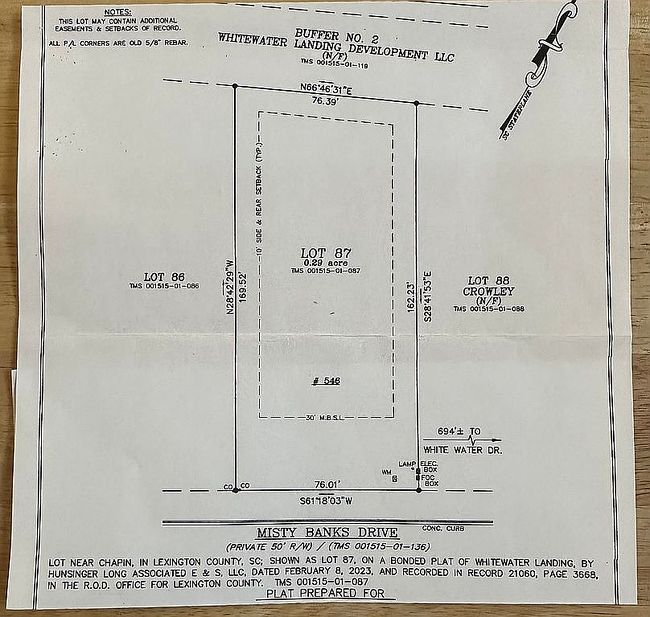 NOTES:
THIS LOT MAY CONTAIN ADDITIONAL
EASEMENTS & SETBACKS OF RECORD.
ALL P/L CORNERS ARE OLD 5/8" REBAR.
BUFFER NO. 2
WHITEWATER LANDING DEVELOPMENT LLC
(N/F)
TMS 001515-01-119
SC STATEPLANE
N66°46'31"E
76.39'
10' SIDE & REAR SETBACK (TYP.)
LOT 87
0.29 acre
TMS 001515-01-087
LOT 86
TMS 001515-01-086
N28°42'29"W
169.52'
162.23'
S28°41'53"E
LOT 88
CROWLEY
(N/F)
TMS 001515-01-088
# 546
30' M.B.S.L.
694'± TO
WHITE WATER DR.
LAMP ELEC.
BOX
WM
FOC
BOX
CO CO
76.01'
S61°18'03"W
MISTY BANKS DRIVE
CONC. CURB
(PRIVATE 50' R/W) / (TMS 001515-01-136)
LOT NEAR CHAPIN, IN LEXINGTON COUNTY, SC; SHOWN AS LOT 87, ON A BONDED PLAT OF WHITEWATER LANDING, BY
HUNSINGER LONG ASSOCIATED E & S, LLC, DATED FEBRUARY 8, 2023, AND RECORDED IN RECORD 21060, PAGE 3668,
IN THE R.O.D. OFFICE FOR LEXINGTON COUNTY. TMS 001515-01-087
PLAT PREPARED FOR